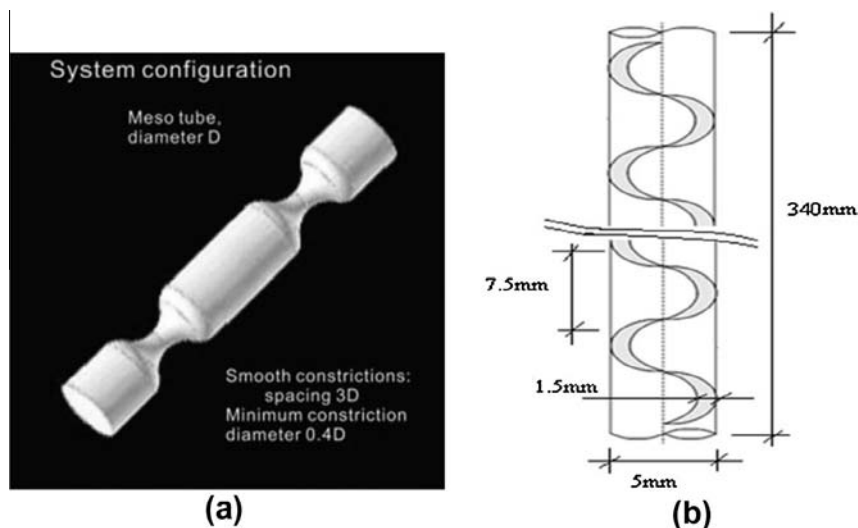 System configuration
Meso tube,
diameter D
Smooth constrictions:
spacing 3D
Minimum constriction
diameter 0.4D
(a)
340mm
7.5mm
1.5mm
5mm
(b)